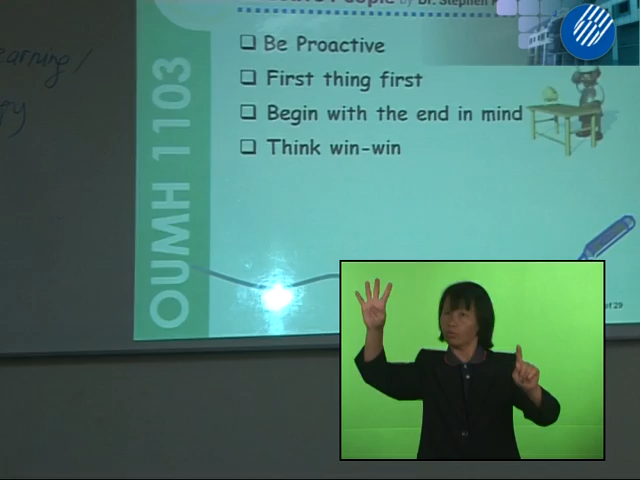 People by Dr. Stephen
Be Proactive
First thing first
Begin with the end in mind
Think win-win
OUMH 1103
earning /
of 29